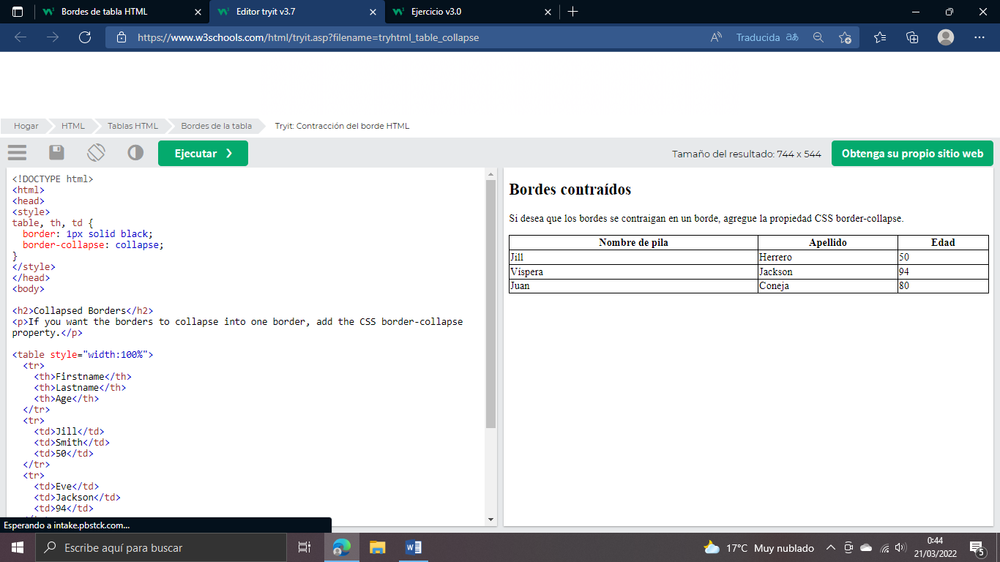 Bordes de tabla HTML
Editor tryit v3.7
Ejercicio v3.0
https://www.w3schools.com/html/tryit.asp?filename=tryhtml_table_collapse
Traducida
Hogar
HTML
Tablas HTML
Bordes de la tabla
Tryit: Contracción del borde HTML
Ejecutar ❯
Tamaño del resultado: 744 x 544
Obtenga su propio sitio web
<!DOCTYPE html>
<html>
<head>
<style>
table, th, td {
  border: 1px solid black;
  border-collapse: collapse;
}
</style>
</head>
<body>
<h2>Collapsed Borders</h2>
<p>If you want the borders to collapse into one border, add the CSS border-collapse
property.</p>
<table style="width:100%">
  <tr>
    <th>Firstname</th>
    <th>Lastname</th>
    <th>Age</th>
  </tr>
  <tr>
    <td>Jill</td>
    <td>Smith</td>
    <td>50</td>
  </tr>
  <tr>
    <td>Eve</td>
    <td>Jackson</td>
    <td>94</td>
Bordes contraídos
Si desea que los bordes se contraigan en un borde, agregue la propiedad CSS border-collapse.
Nombre de pila Apellido Edad
Jill Herrero 50
Víspera Jackson 94
Juan Coneja 80
Esperando a intake.pbstck.com...
Escribe aquí para buscar
17°C Muy nublado
0:44
21/03/2022
5